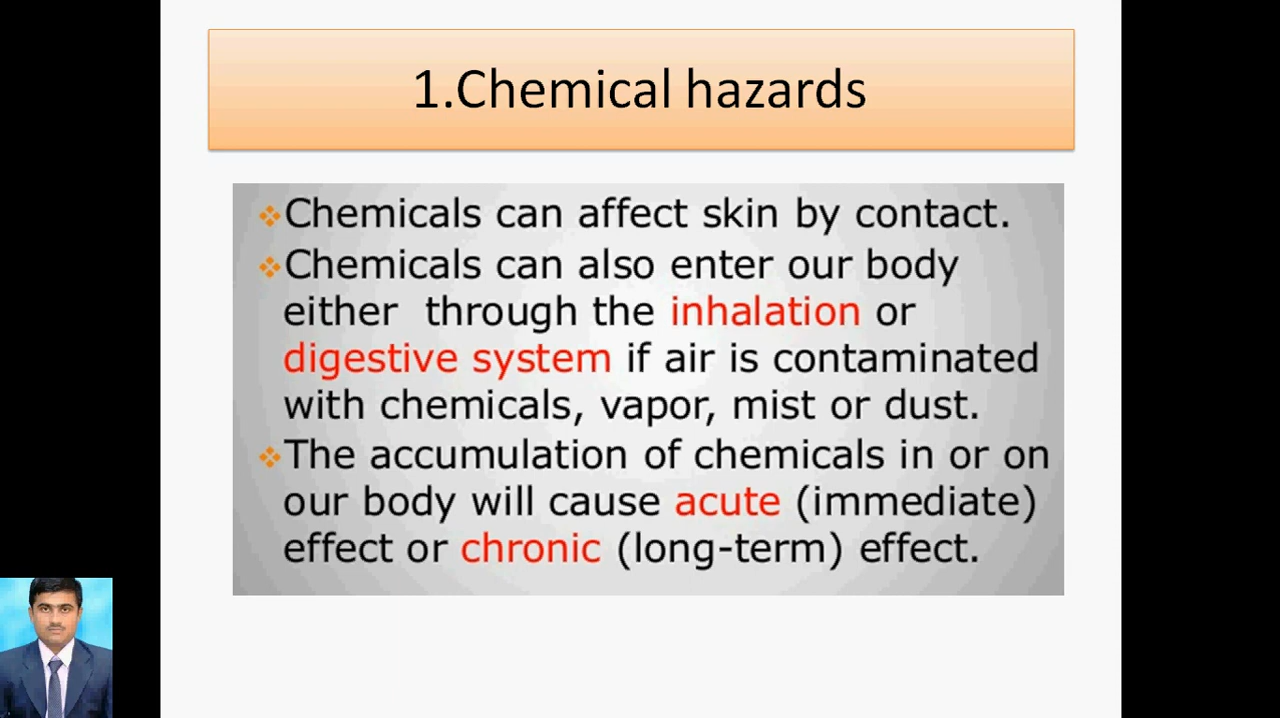 1.Chemical hazards
❖Chemicals can affect skin by contact.
❖Chemicals can also enter our body
either  through the inhalation or
digestive system if air is contaminated
with chemicals, vapor, mist or dust.
❖The accumulation of chemicals in or on
our body will cause acute (immediate)
effect or chronic (long-term) effect.